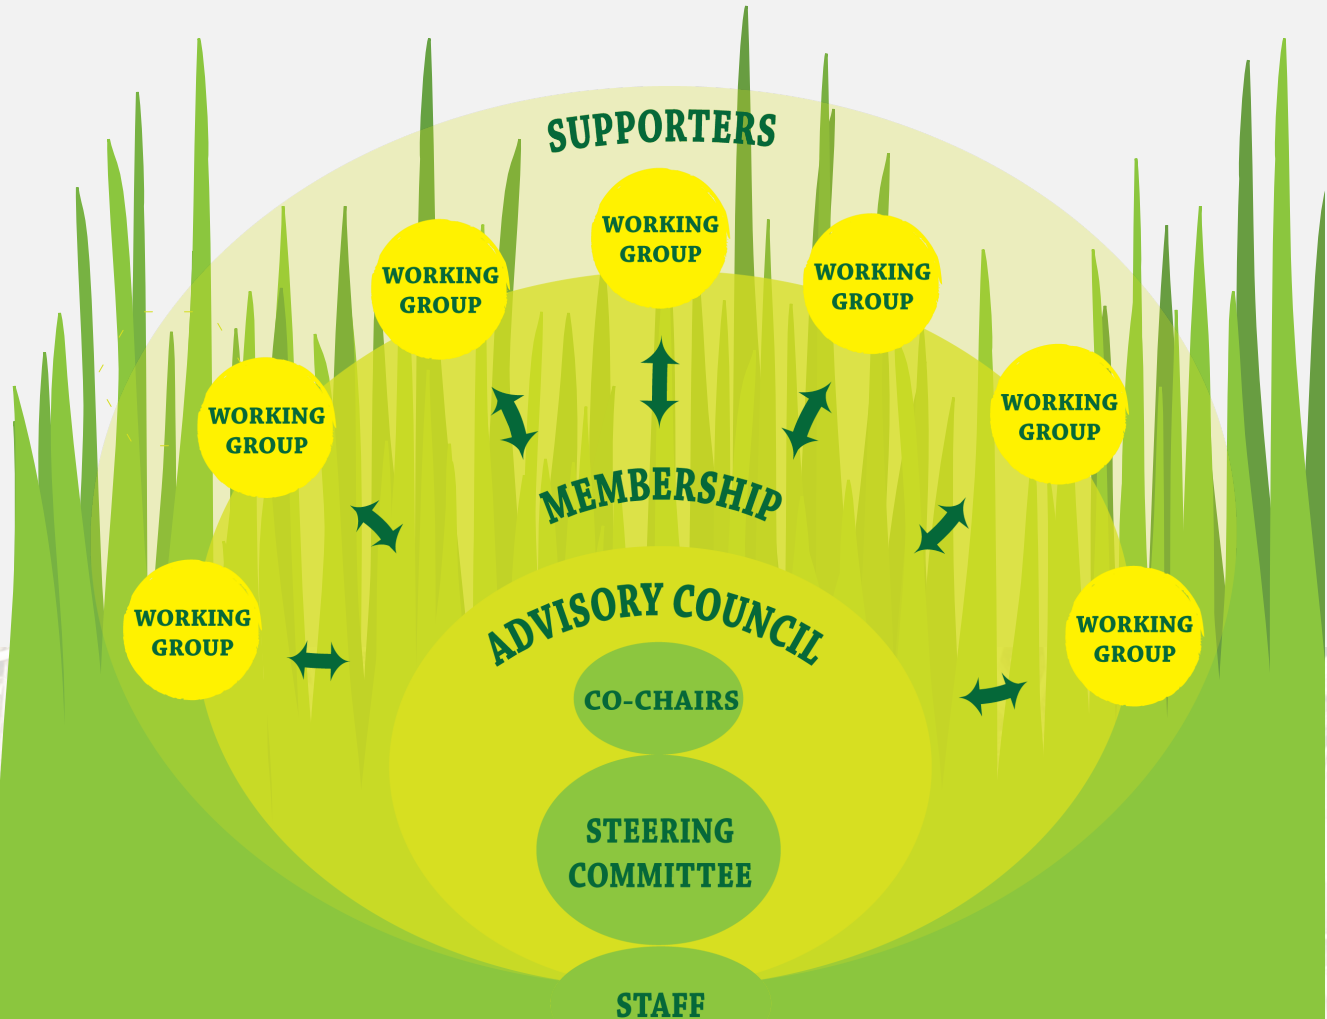 SUPPORTERS
WORKING
GROUP
WORKING
GROUP
WORKING
GROUP
WORKING
GROUP
WORKING
GROUP
WORKING
GROUP
WORKING
GROUP
MEMBERSHIP
ADVISORY COUNCIL
CO-CHAIRS
STEERING
COMMITTEE
STAFF